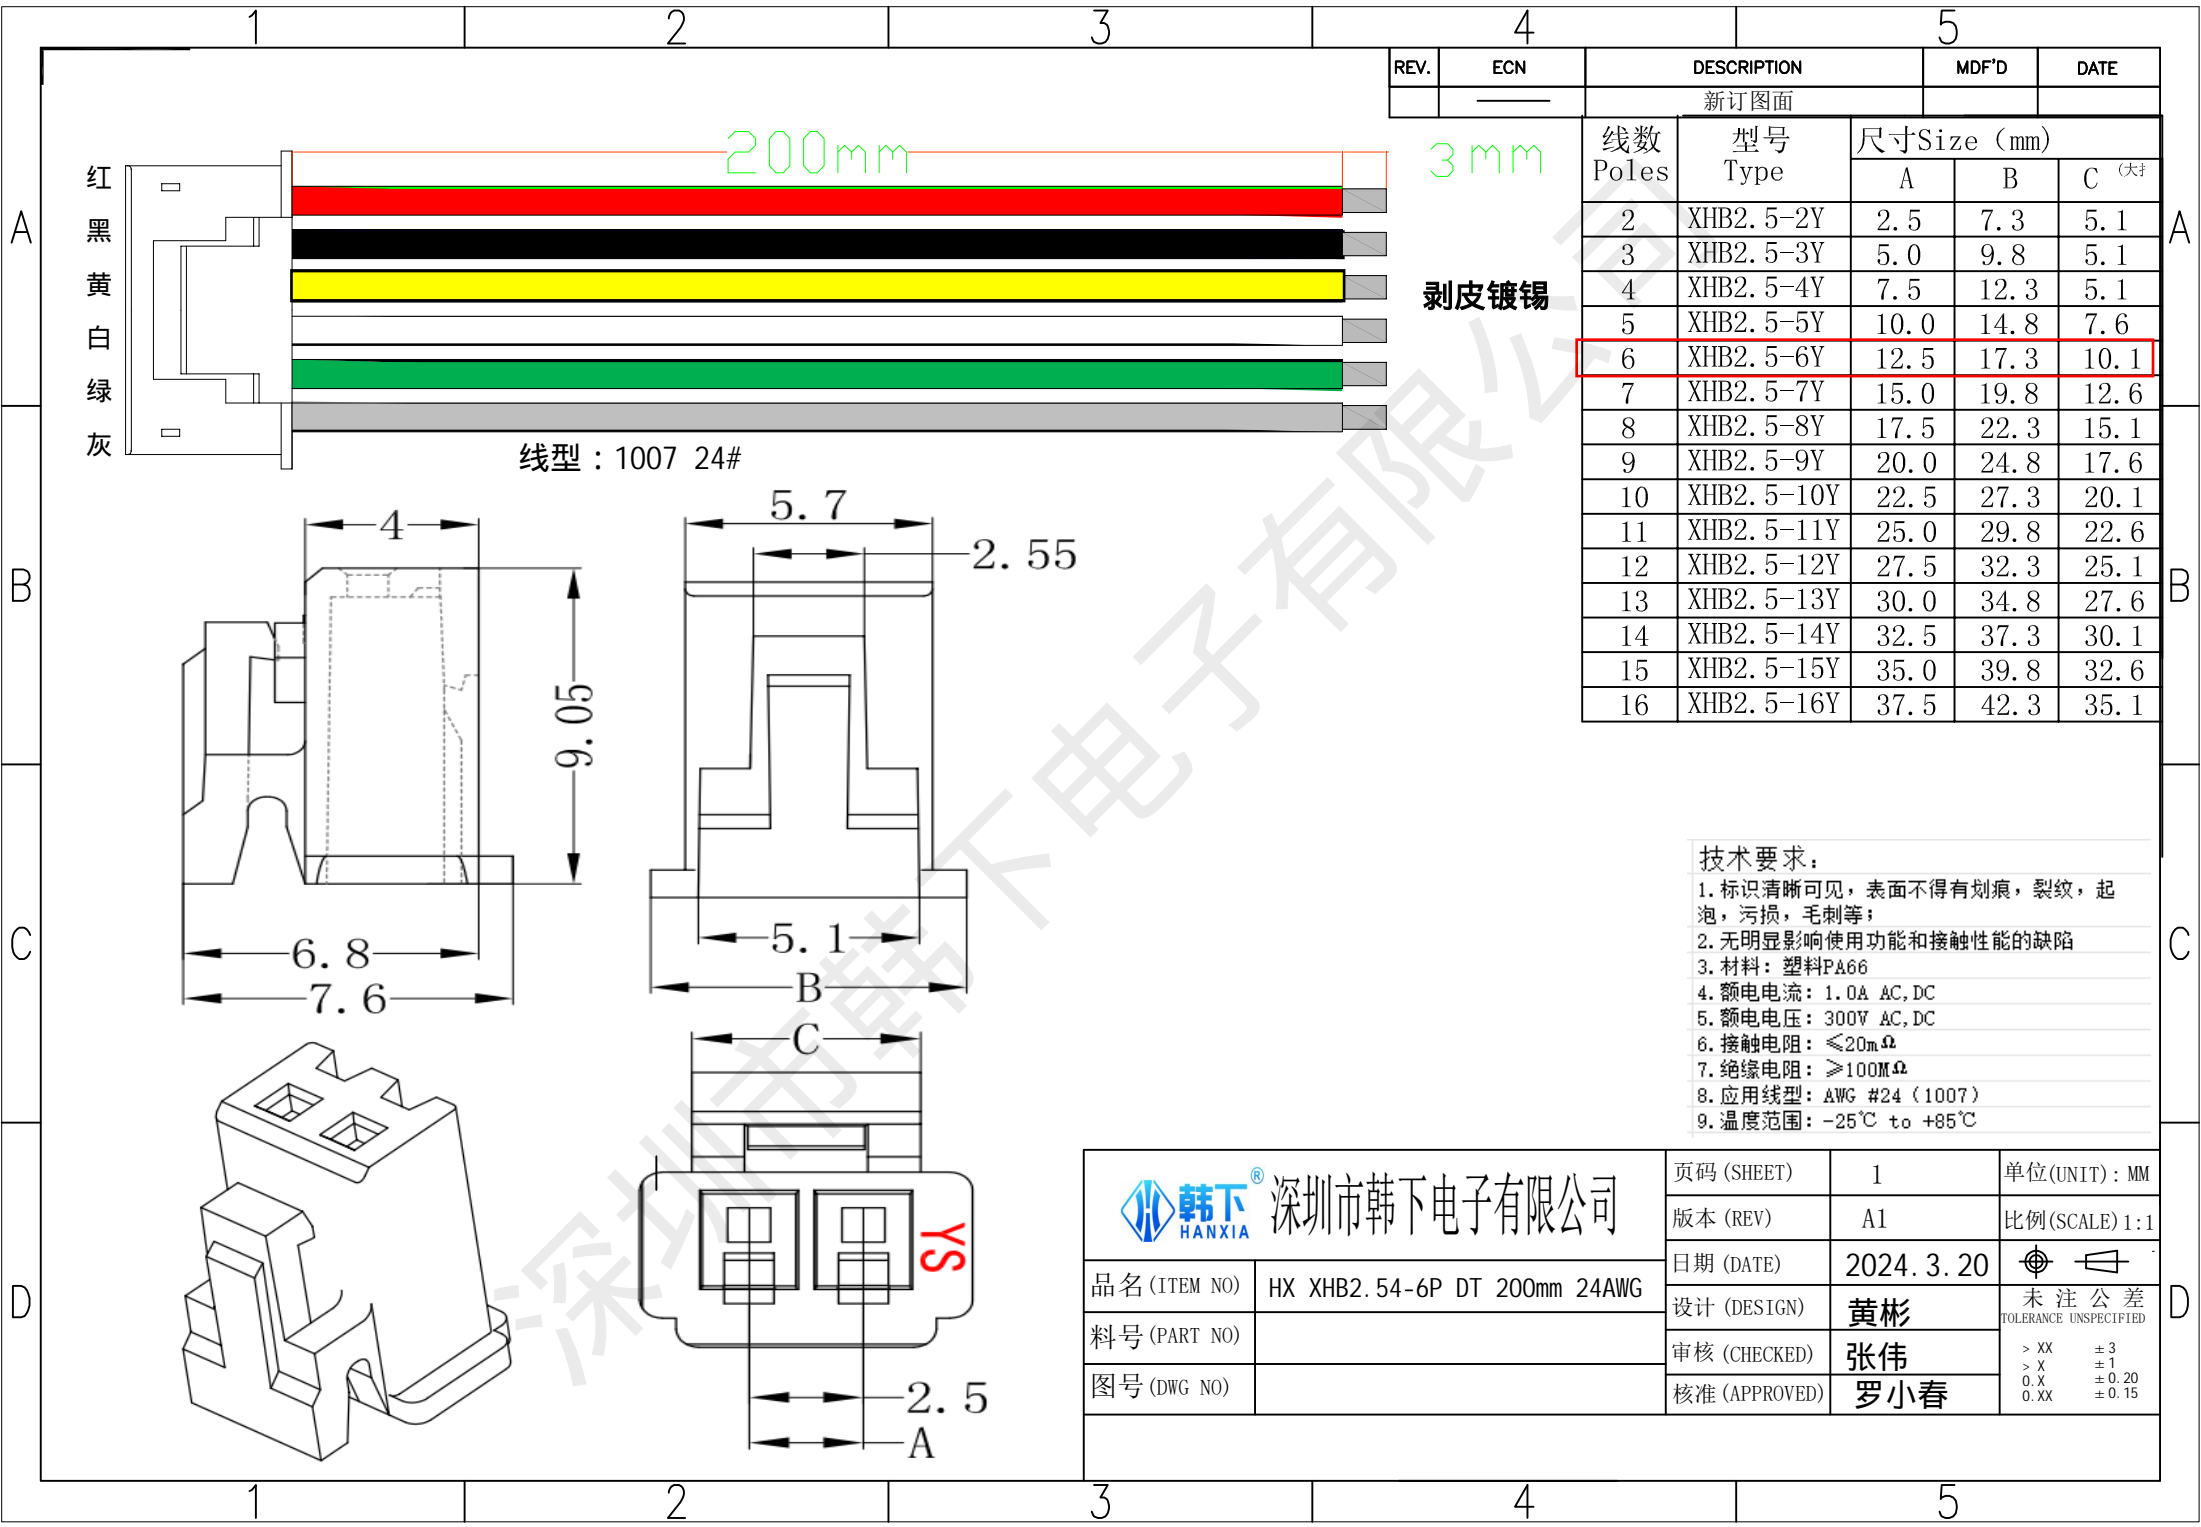 1 2 3 4 5
REV. ECN DESCRIPTION MDF'D DATE
新订图面
200mm
3mm
红
黑
黄
白
绿
灰
剥皮镀锡
线型：1007 24#
线数 型号 尺寸Size（mm)
Poles Type A B C (大扌
2 XHB2.5-2Y 2.5 7.3 5.1
3 XHB2.5-3Y 5.0 9.8 5.1
4 XHB2.5-4Y 7.5 12.3 5.1
5 XHB2.5-5Y 10.0 14.8 7.6
6 XHB2.5-6Y 12.5 17.3 10.1
7 XHB2.5-7Y 15.0 19.8 12.6
8 XHB2.5-8Y 17.5 22.3 15.1
9 XHB2.5-9Y 20.0 24.8 17.6
10 XHB2.5-10Y 22.5 27.3 20.1
11 XHB2.5-11Y 25.0 29.8 22.6
12 XHB2.5-12Y 27.5 32.3 25.1
13 XHB2.5-13Y 30.0 34.8 27.6
14 XHB2.5-14Y 32.5 37.3 30.1
15 XHB2.5-15Y 35.0 39.8 32.6
16 XHB2.5-16Y 37.5 42.3 35.1
A A
B B
C C
D D
4
9.05
6.8
7.6
5.7
2.55
5.1
B
C
YS
2.5
A
深圳市韩下电子有限公司
技术要求：
1.标识清晰可见，表面不得有划痕，裂纹，起
泡，污损，毛刺等；
2.无明显影响使用功能和接触性能的缺陷
3.材料：塑料PA66
4.额电电流：1.0A AC,DC
5.额电电压：300V AC,DC
6.接触电阻：≤20mΩ
7.绝缘电阻：≥100MΩ
8.应用线型：AWG #24（1007）
9.温度范围：-25℃ to +85℃
韩下® HANXIA 深圳市韩下电子有限公司
品名(ITEM NO) HX XHB2.54-6P DT 200mm 24AWG
料号(PART NO)
图号(DWG NO)
页码(SHEET) 1 单位(UNIT): MM
版本(REV) A1 比例(SCALE)1:1
日期(DATE) 2024.3.20
设计(DESIGN) 黄彬
审核(CHECKED) 张伟
核准(APPROVED) 罗小春
未注公差
TOLERANCE UNSPECIFIED
> XX ±3
> X ±1
0.X ±0.20
0.XX ±0.15
1 2 3 4 5